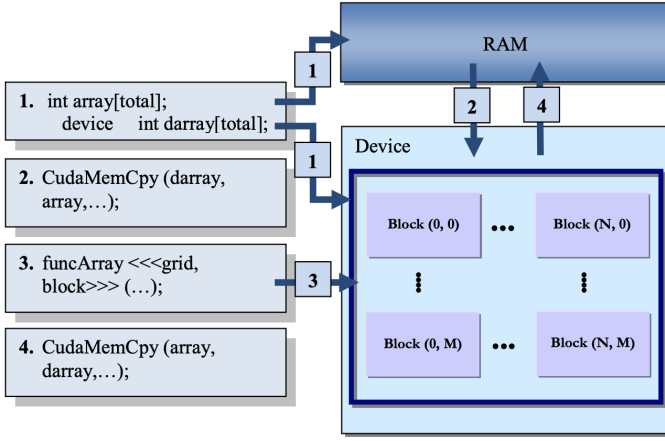 RAM
1
1. int array[total];
device int darray[total];
2
4
Device
1
2. CudaMemCpy (darray,
array,...);
Block (0, 0)
•••
Block (N, 0)
3. funcArray <<<grid,
block>>> (...);
3
4. CudaMemCpy (array,
darray,...);
Block (0, M)
•••
Block (N, M)